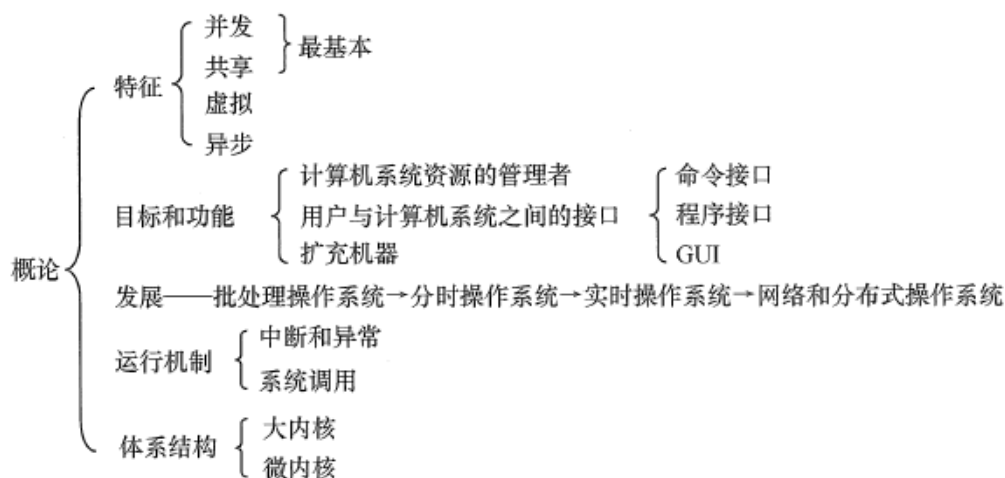 概论
特征
并发
共享
虚拟
异步
最基本
目标和功能
计算机系统资源的管理者
用户与计算机系统之间的接口
扩充机器
命令接口
程序接口
GUI
发展——批处理操作系统→分时操作系统→实时操作系统→网络和分布式操作系统
运行机制
中断和异常
系统调用
体系结构
大内核
微内核